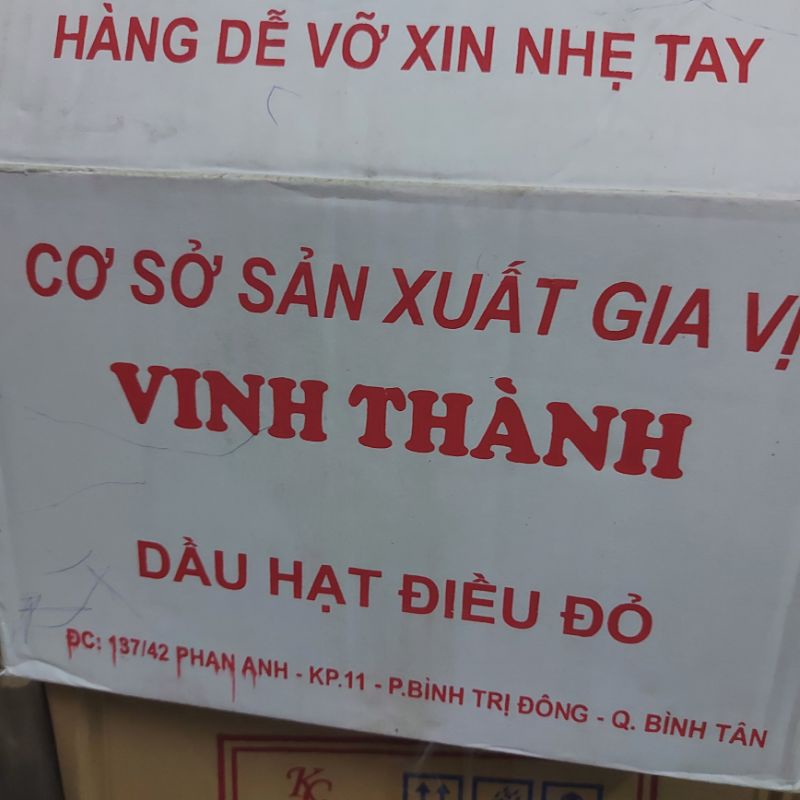 HÀNG DỄ VỠ XIN NHẸ TAY
CƠ SỞ SẢN XUẤT GIA VỊ
VINH THÀNH
DẦU HẠT ĐIỀU ĐỎ
ĐC: 137/42 PHAN ANH - KP.11 - P.BÌNH TRỊ ĐÔNG - Q. BÌNH TÂN
KC